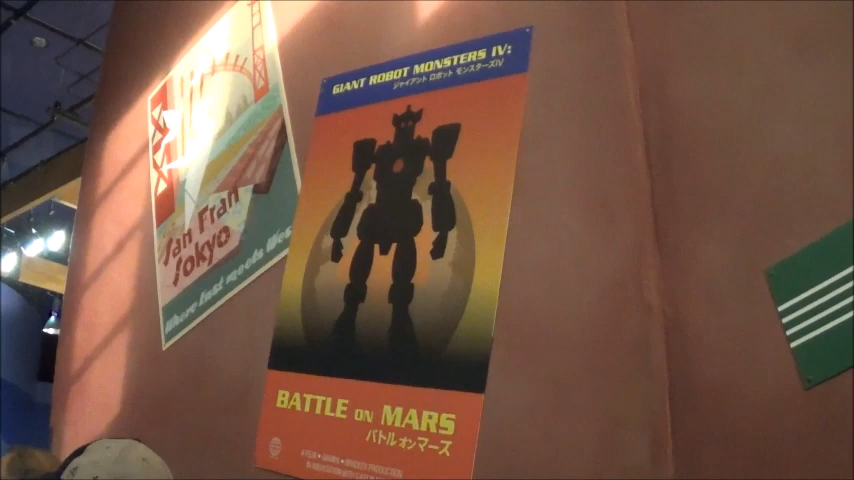 San Fran
Sokyo
Where East meets Wes
GIANT ROBOT MONSTERS IV:
ジャイアント ロボット モンスターズIV
BATTLE ON MARS
バトル オン マーズ
PRODUCTION